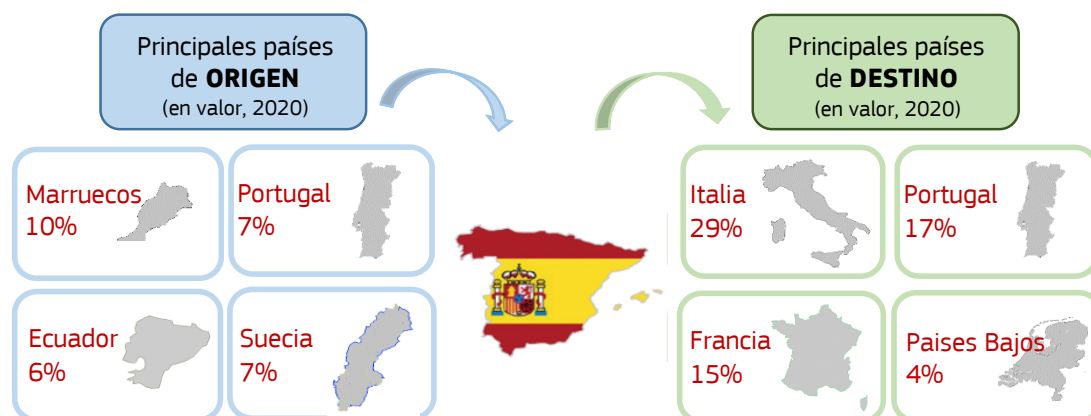 Principales países
de ORIGEN
(en valor, 2020)
Principales países
de DESTINO
(en valor, 2020)
Marruecos
10%
Portugal
7%
Ecuador
6%
Suecia
7%
Italia
29%
Portugal
17%
Francia
15%
Paises Bajos
4%